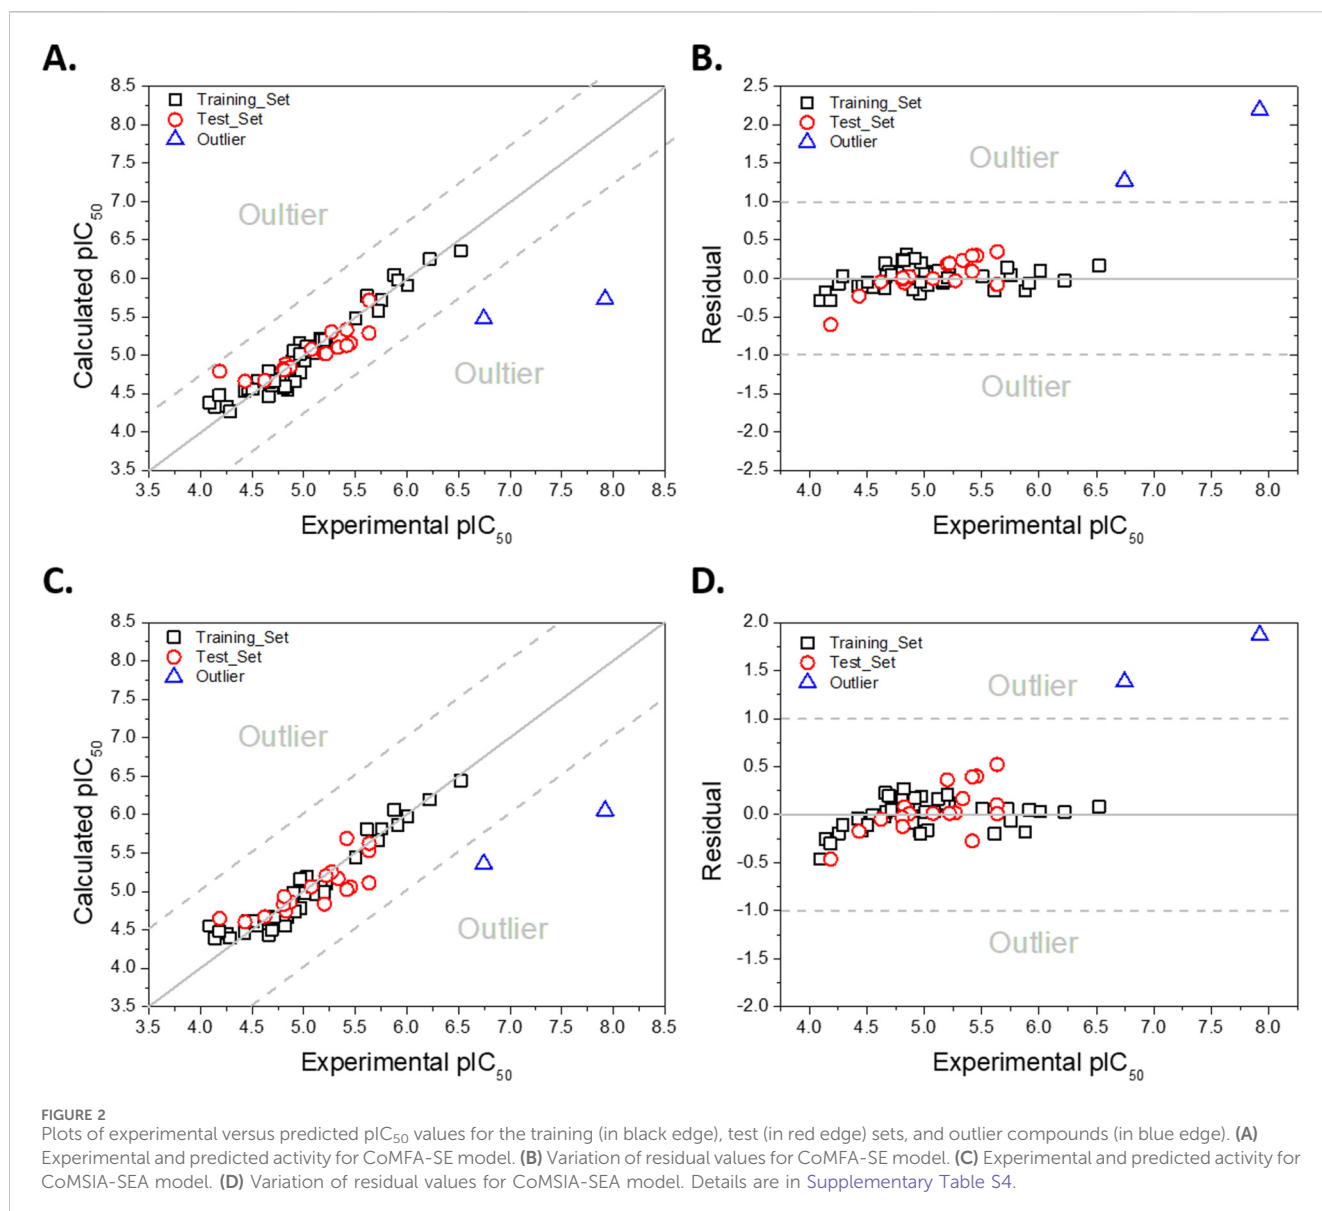 A.
8.5
8.0
7.5
7.0
6.5
6.0
5.5
5.0
4.5
4.0
3.5
Calculated pIC50
Training_Set
Test_Set
Outlier
Oultier
Oultier
3.5 4.0 4.5 5.0 5.5 6.0 6.5 7.0 7.5 8.0 8.5
Experimental pIC50
B.
2.5
2.0
1.5
1.0
0.5
0.0
-0.5
-1.0
-1.5
-2.0
-2.5
Residual
Training_Set
Test_Set
Outlier
Oultier
Oultier
4.0 4.5 5.0 5.5 6.0 6.5 7.0 7.5 8.0
Experimental pIC50
C.
8.5
8.0
7.5
7.0
6.5
6.0
5.5
5.0
4.5
4.0
3.5
Calculated pIC50
Training_Set
Test_Set
Outlier
Outlier
Outlier
3.5 4.0 4.5 5.0 5.5 6.0 6.5 7.0 7.5 8.0 8.5
Experimental pIC50
D.
2.0
1.5
1.0
0.5
0.0
-0.5
-1.0
-1.5
-2.0
Residual
Training_Set
Test_Set
Outlier
Outlier
Outlier
4.0 4.5 5.0 5.5 6.0 6.5 7.0 7.5 8.0
Experimental pIC50
FIGURE 2
Plots of experimental versus predicted pIC50 values for the training (in black edge), test (in red edge) sets, and outlier compounds (in blue edge). (A)
Experimental and predicted activity for CoMFA-SE model. (B) Variation of residual values for CoMFA-SE model. (C) Experimental and predicted activity for
CoMSIA-SEA model. (D) Variation of residual values for CoMSIA-SEA model. Details are in Supplementary Table S4.